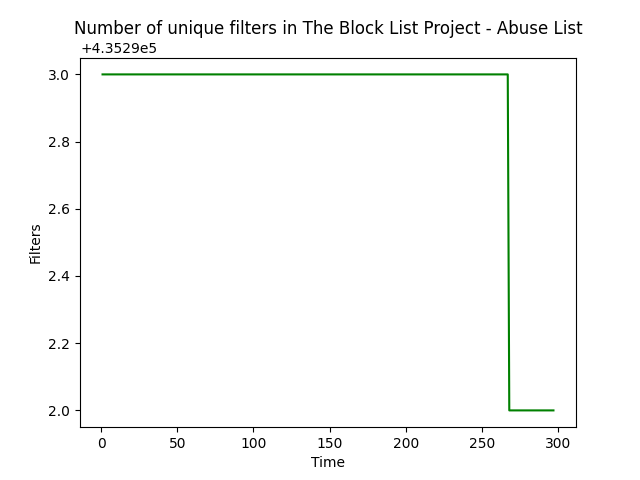 Number of unique filters in The Block List Project - Abuse List
+4.3529e5
3.0
2.8
2.6
2.4
2.2
2.0
Filters
0 50 100 150 200 250 300
Time